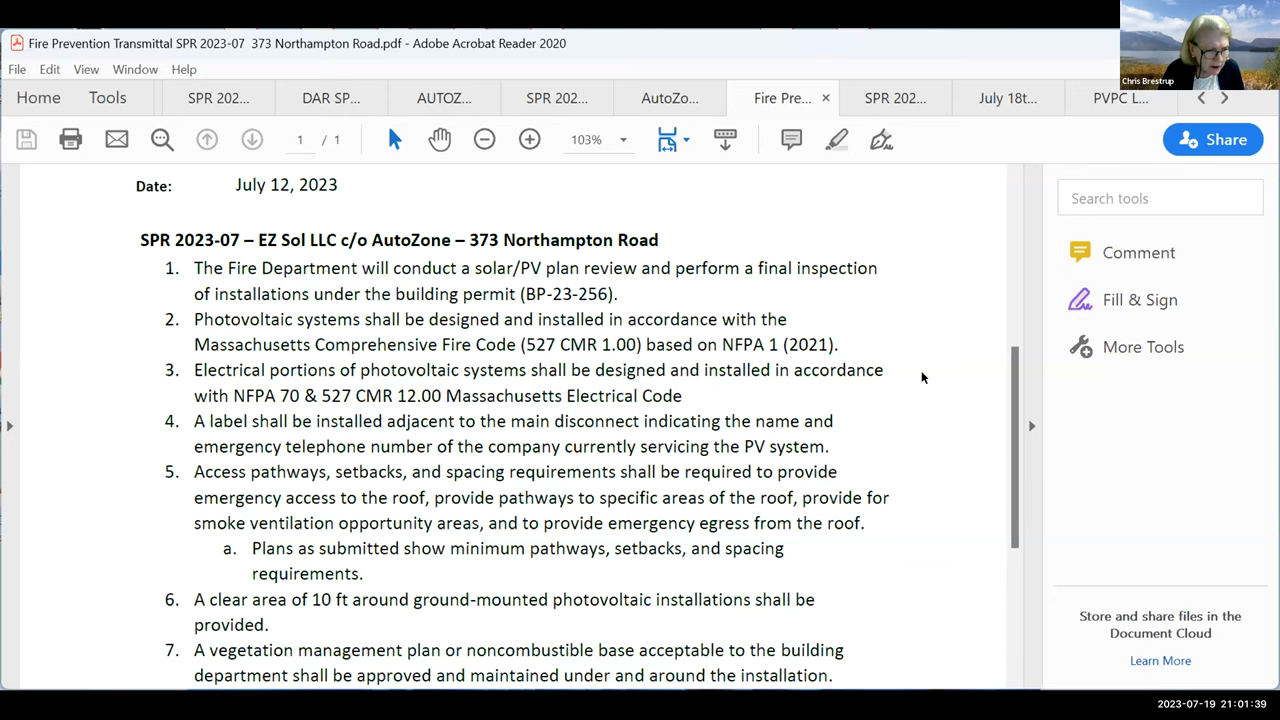 Fire Prevention Transmittal SPR 2023-07 373 Northampton Road.pdf - Adobe Acrobat Reader 2020
Chris Brestrup
File Edit View Window Help
Home Tools SPR 202... DAR SP... AUTOZ... SPR 202... AutoZo... Fire Pre... × SPR 202... July 18t... PVPC L...
1 / 1 103% Share
Date: July 12, 2023
Search tools
SPR 2023-07 – EZ Sol LLC c/o AutoZone – 373 Northampton Road
1. The Fire Department will conduct a solar/PV plan review and perform a final inspection
of installations under the building permit (BP-23-256).
2. Photovoltaic systems shall be designed and installed in accordance with the
Massachusetts Comprehensive Fire Code (527 CMR 1.00) based on NFPA 1 (2021).
3. Electrical portions of photovoltaic systems shall be designed and installed in accordance
with NFPA 70 & 527 CMR 12.00 Massachusetts Electrical Code
4. A label shall be installed adjacent to the main disconnect indicating the name and
emergency telephone number of the company currently servicing the PV system.
5. Access pathways, setbacks, and spacing requirements shall be required to provide
emergency access to the roof, provide pathways to specific areas of the roof, provide for
smoke ventilation opportunity areas, and to provide emergency egress from the roof.
a. Plans as submitted show minimum pathways, setbacks, and spacing
requirements.
6. A clear area of 10 ft around ground-mounted photovoltaic installations shall be
provided.
7. A vegetation management plan or noncombustible base acceptable to the building
department shall be approved and maintained under and around the installation.
Comment
Fill & Sign
More Tools
Store and share files in the
Document Cloud
Learn More
2023-07-19 21:01:39